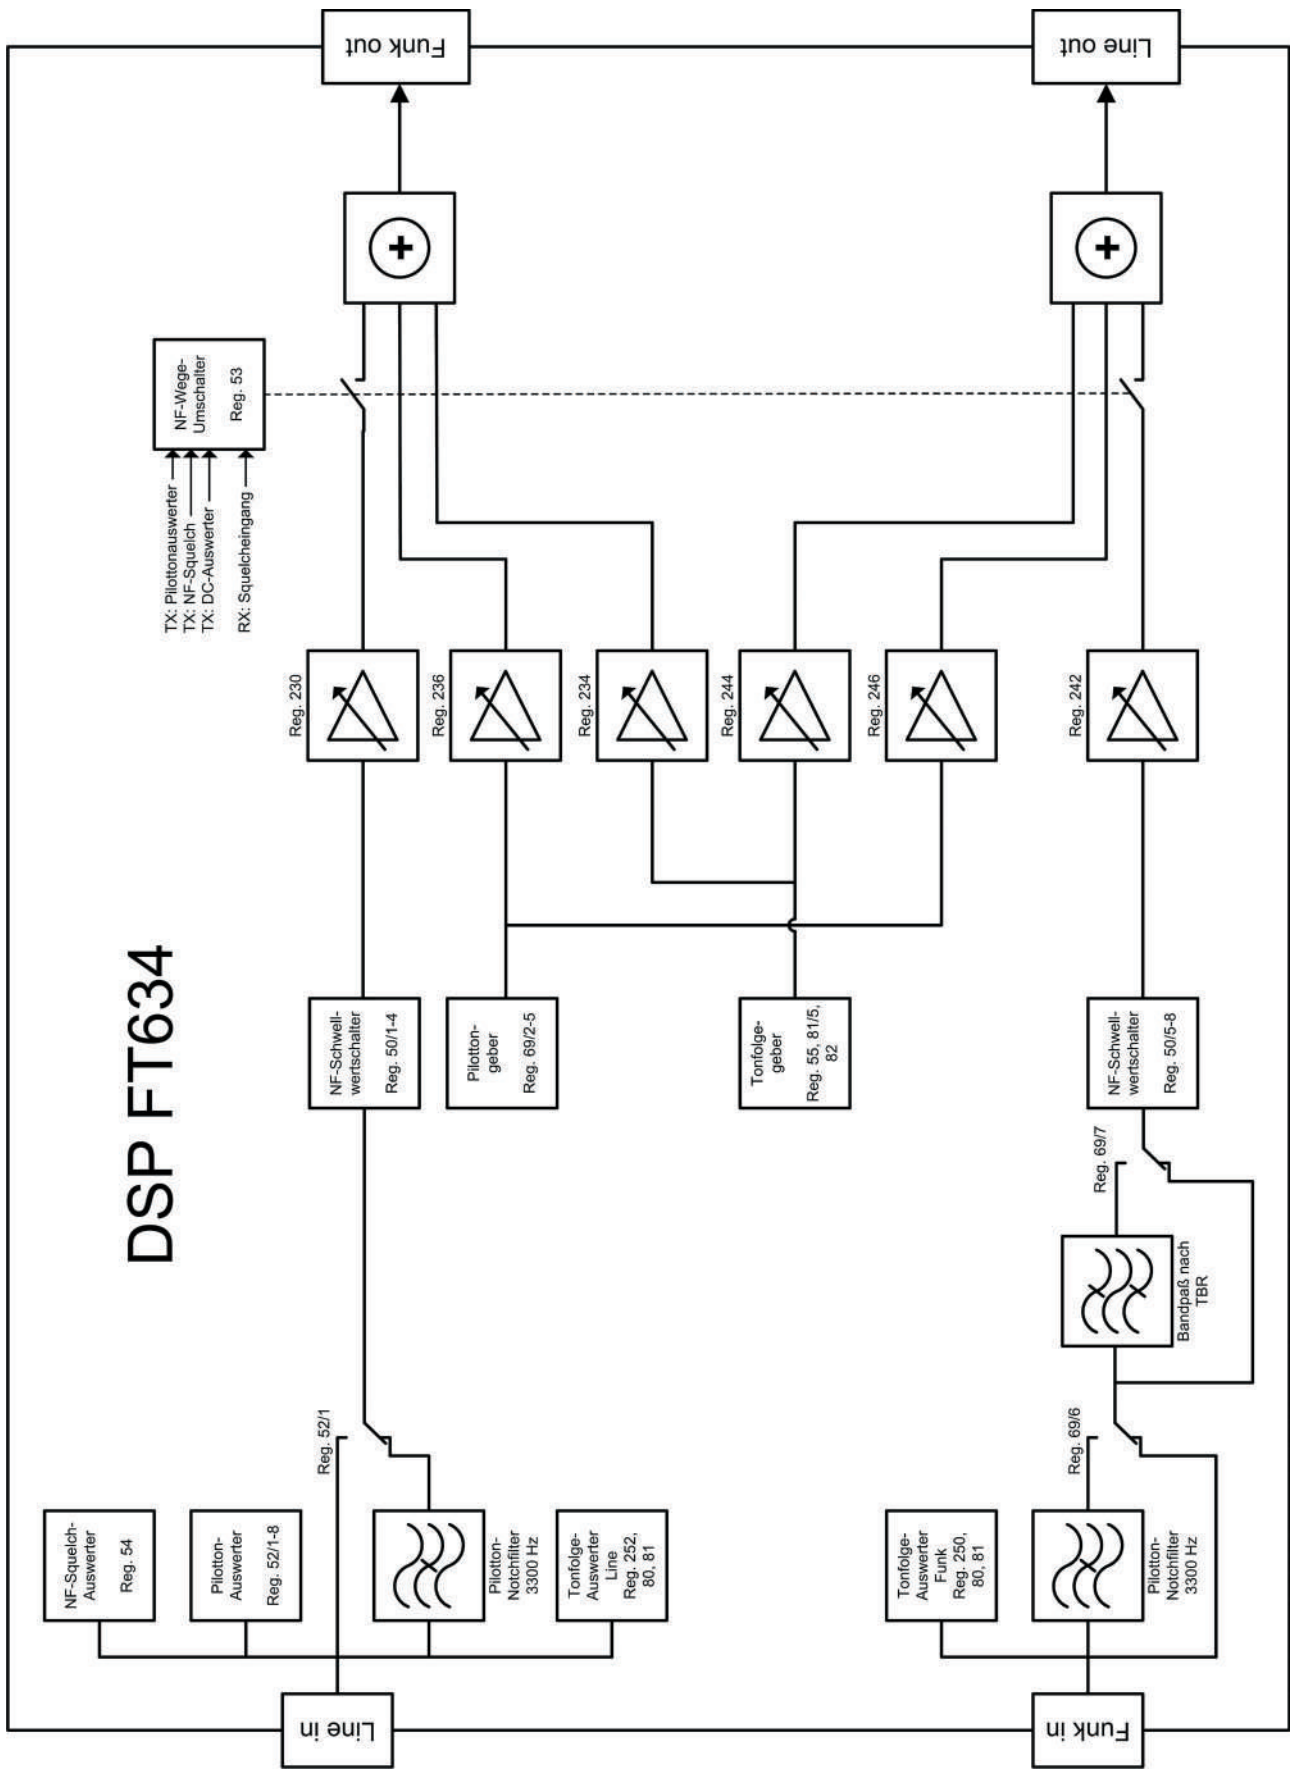 Funk out
Line out
NF-Wege-
Umschalter
Reg. 53
TX: Pilottonauswerter
TX: NF-Squelch
TX: DC-Auswerter
RX: Squelcheingang
Reg. 230
Reg. 236
Reg. 234
Reg. 244
Reg. 246
Reg. 242
DSP FT634
NF-Schwell-
wertschalter
Reg. 50/1-4
Pilotton-
geber
Reg. 69/2-5
Tonfolge-
geber
Reg. 55, 81/5,
82
NF-Schwell-
wertschalter
Reg. 50/5-8
Reg. 69/7
Bandpaß nach
TBR
Reg. 52/1
Reg. 69/6
NF-Squelch-
Auswerter
Reg. 54
Pilotton-
Auswerter
Reg. 52/1-8
Pilotton-
Notchfilter
3300 Hz
Tonfolge-
Auswerter
Line
Reg. 252,
80, 81
Tonfolge-
Auswerter
Funk
Reg. 250,
80, 81
Pilotton-
Notchfilter
3300 Hz
Line in
Funk in